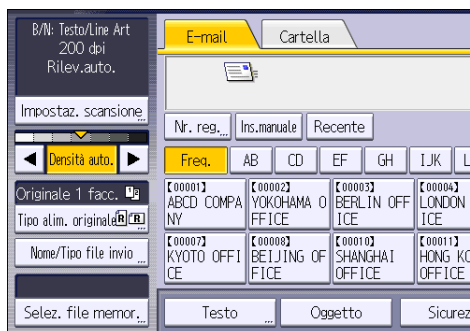 B/N: Testo/Line Art
200 dpi
Rilev.auto.
Impostaz. scansione
Densità auto.
Originale 1 facc.
Tipo alim. originale
Nome/Tipo file invio
Selez. file memor.
E-mail
Cartella
Nr. reg.
Ins.manuale
Recente
Freq.
AB
CD
EF
GH
IJK
L
[00001]
ABCD COMPA
NY
[00002]
YOKOHAMA O
FFICE
[00003]
BERLIN OFF
ICE
[00004]
LONDON
ICE
[00007]
KYOTO OFFI
CE
[00008]
BEIJING OF
FICE
[00010]
SHANGHAI
OFFICE
[00011]
HONG KO
OFFICE
Testo
Oggetto
Sicurez